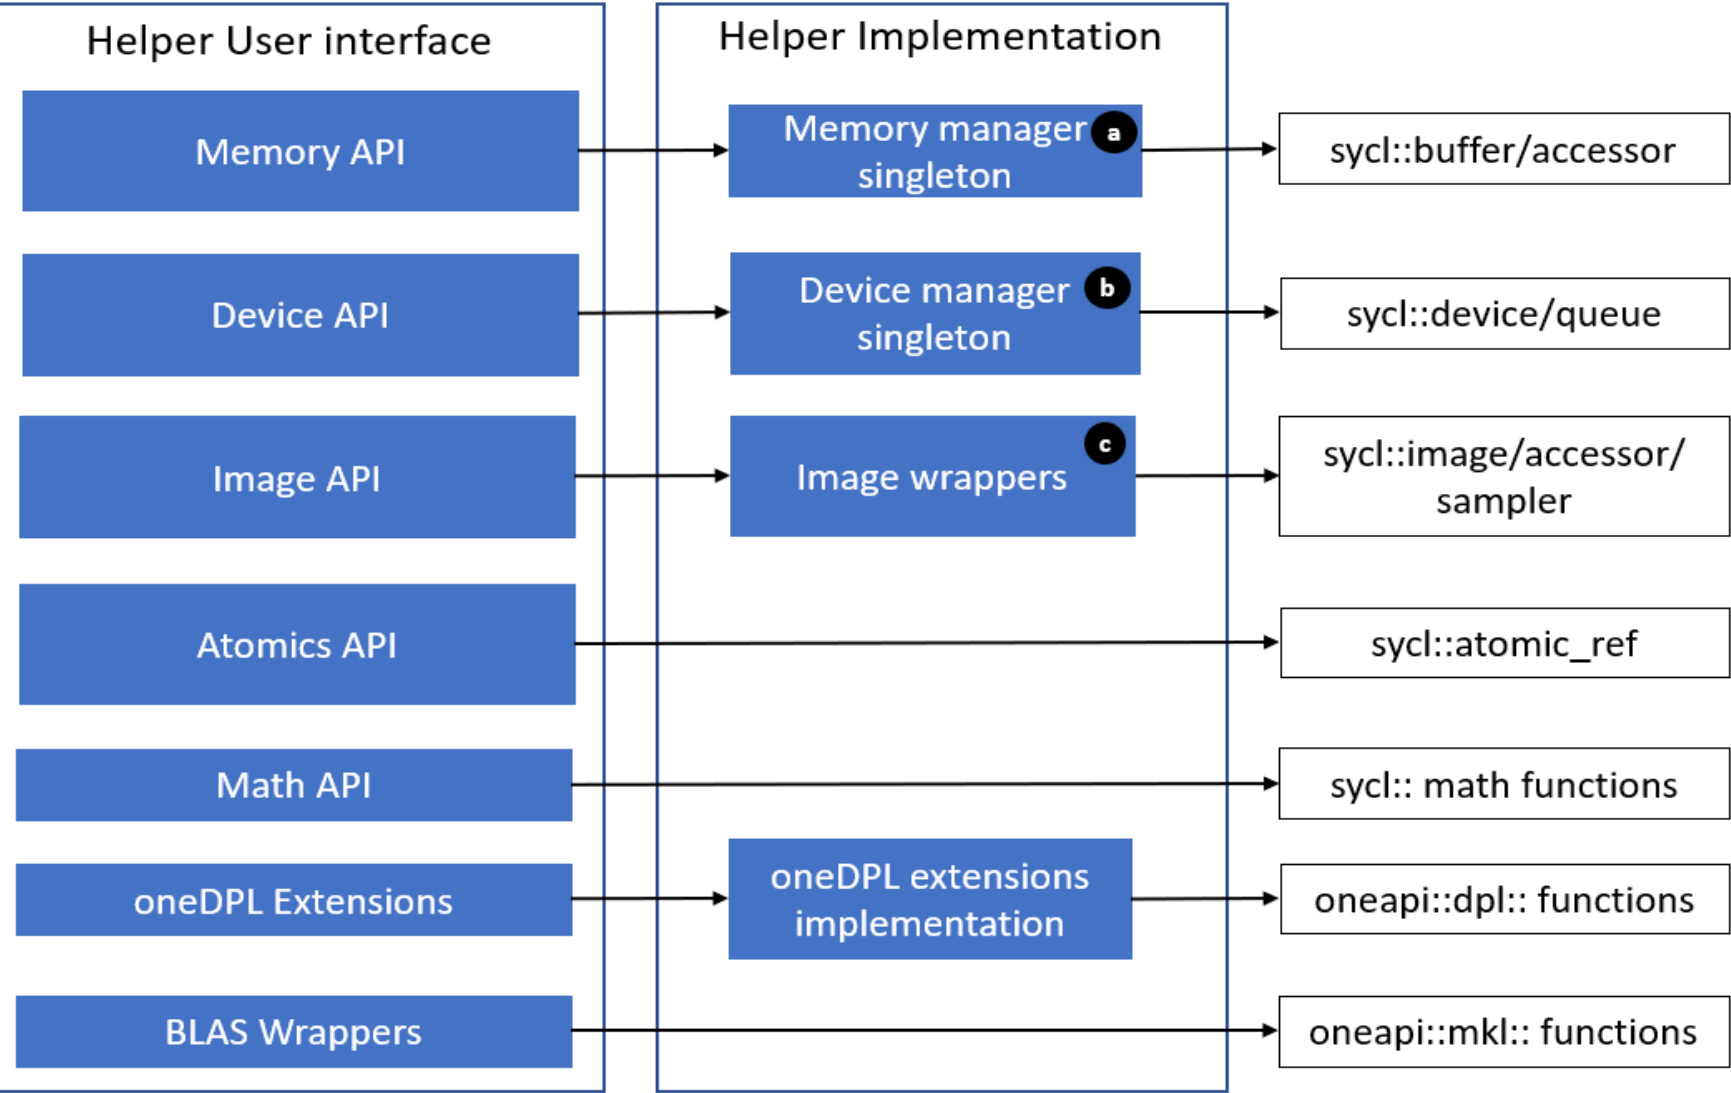 Helper User interface
Helper Implementation
Memory API
Memory manager
singleton
a
sycl::buffer/accessor
Device API
Device manager
singleton
b
sycl::device/queue
Image API
Image wrappers
c
sycl::image/accessor/
sampler
Atomics API
sycl::atomic_ref
Math API
sycl:: math functions
oneDPL Extensions
oneDPL extensions
implementation
oneapi::dpl:: functions
BLAS Wrappers
oneapi::mkl:: functions